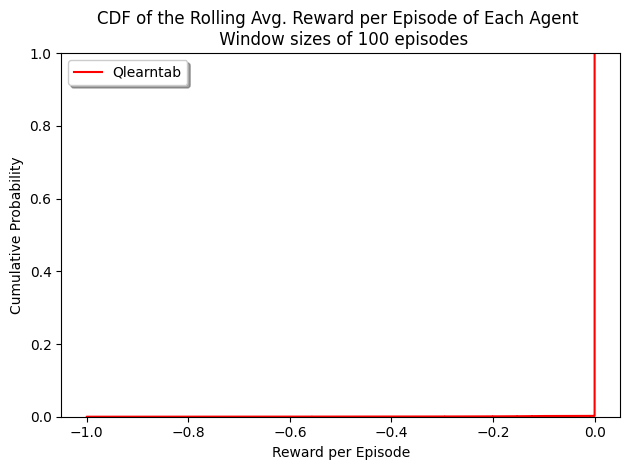 CDF of the Rolling Avg. Reward per Episode of Each Agent
Window sizes of 100 episodes
Qlearntab
1.0
0.8
0.6
0.4
0.2
0.0
Cumulative Probability
−1.0 −0.8 −0.6 −0.4 −0.2 0.0
Reward per Episode